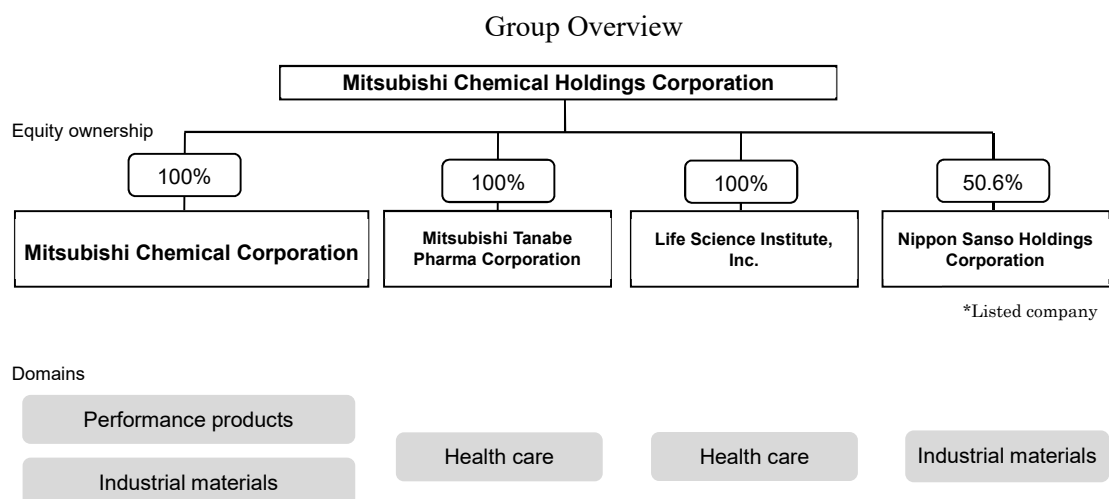 Group Overview
Mitsubishi Chemical Holdings Corporation
Equity ownership
100%
100%
100%
50.6%
Mitsubishi Chemical Corporation
Mitsubishi Tanabe
Pharma Corporation
Life Science Institute,
Inc.
Nippon Sanso Holdings
Corporation
*Listed company
Domains
Performance products
Industrial materials
Health care
Health care
Industrial materials